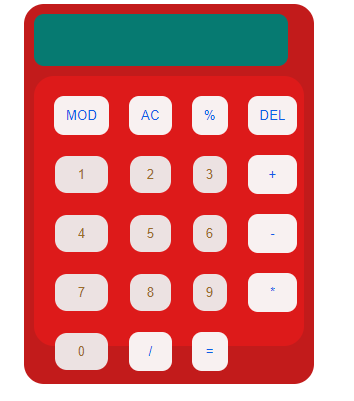 MOD AC % DEL
1 2 3 +
4 5 6 -
7 8 9 *
0 / =